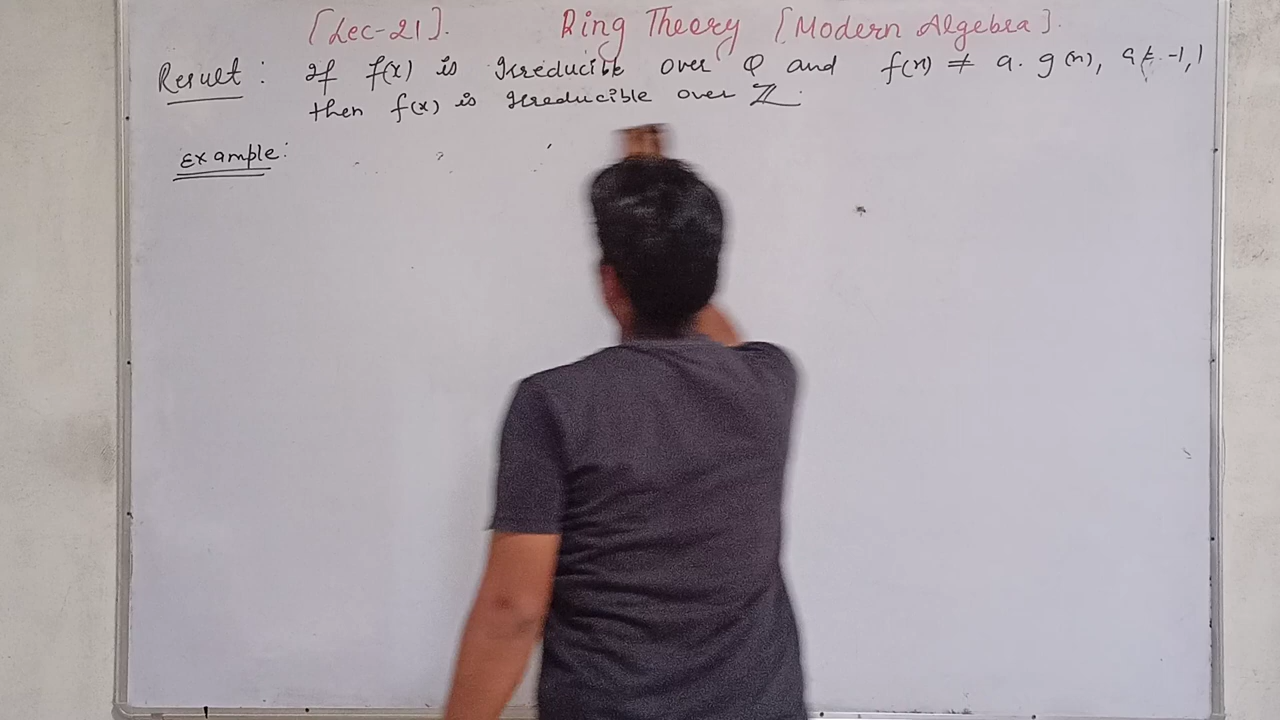 [Lec-21]. Ring Theory [Modern Algebra].
Result: If f(x) is Irreducible over Q and f(x) ≠ a. g(x), a ≠ -1, 1
then f(x) is Irreducible over ℤ.
Example: